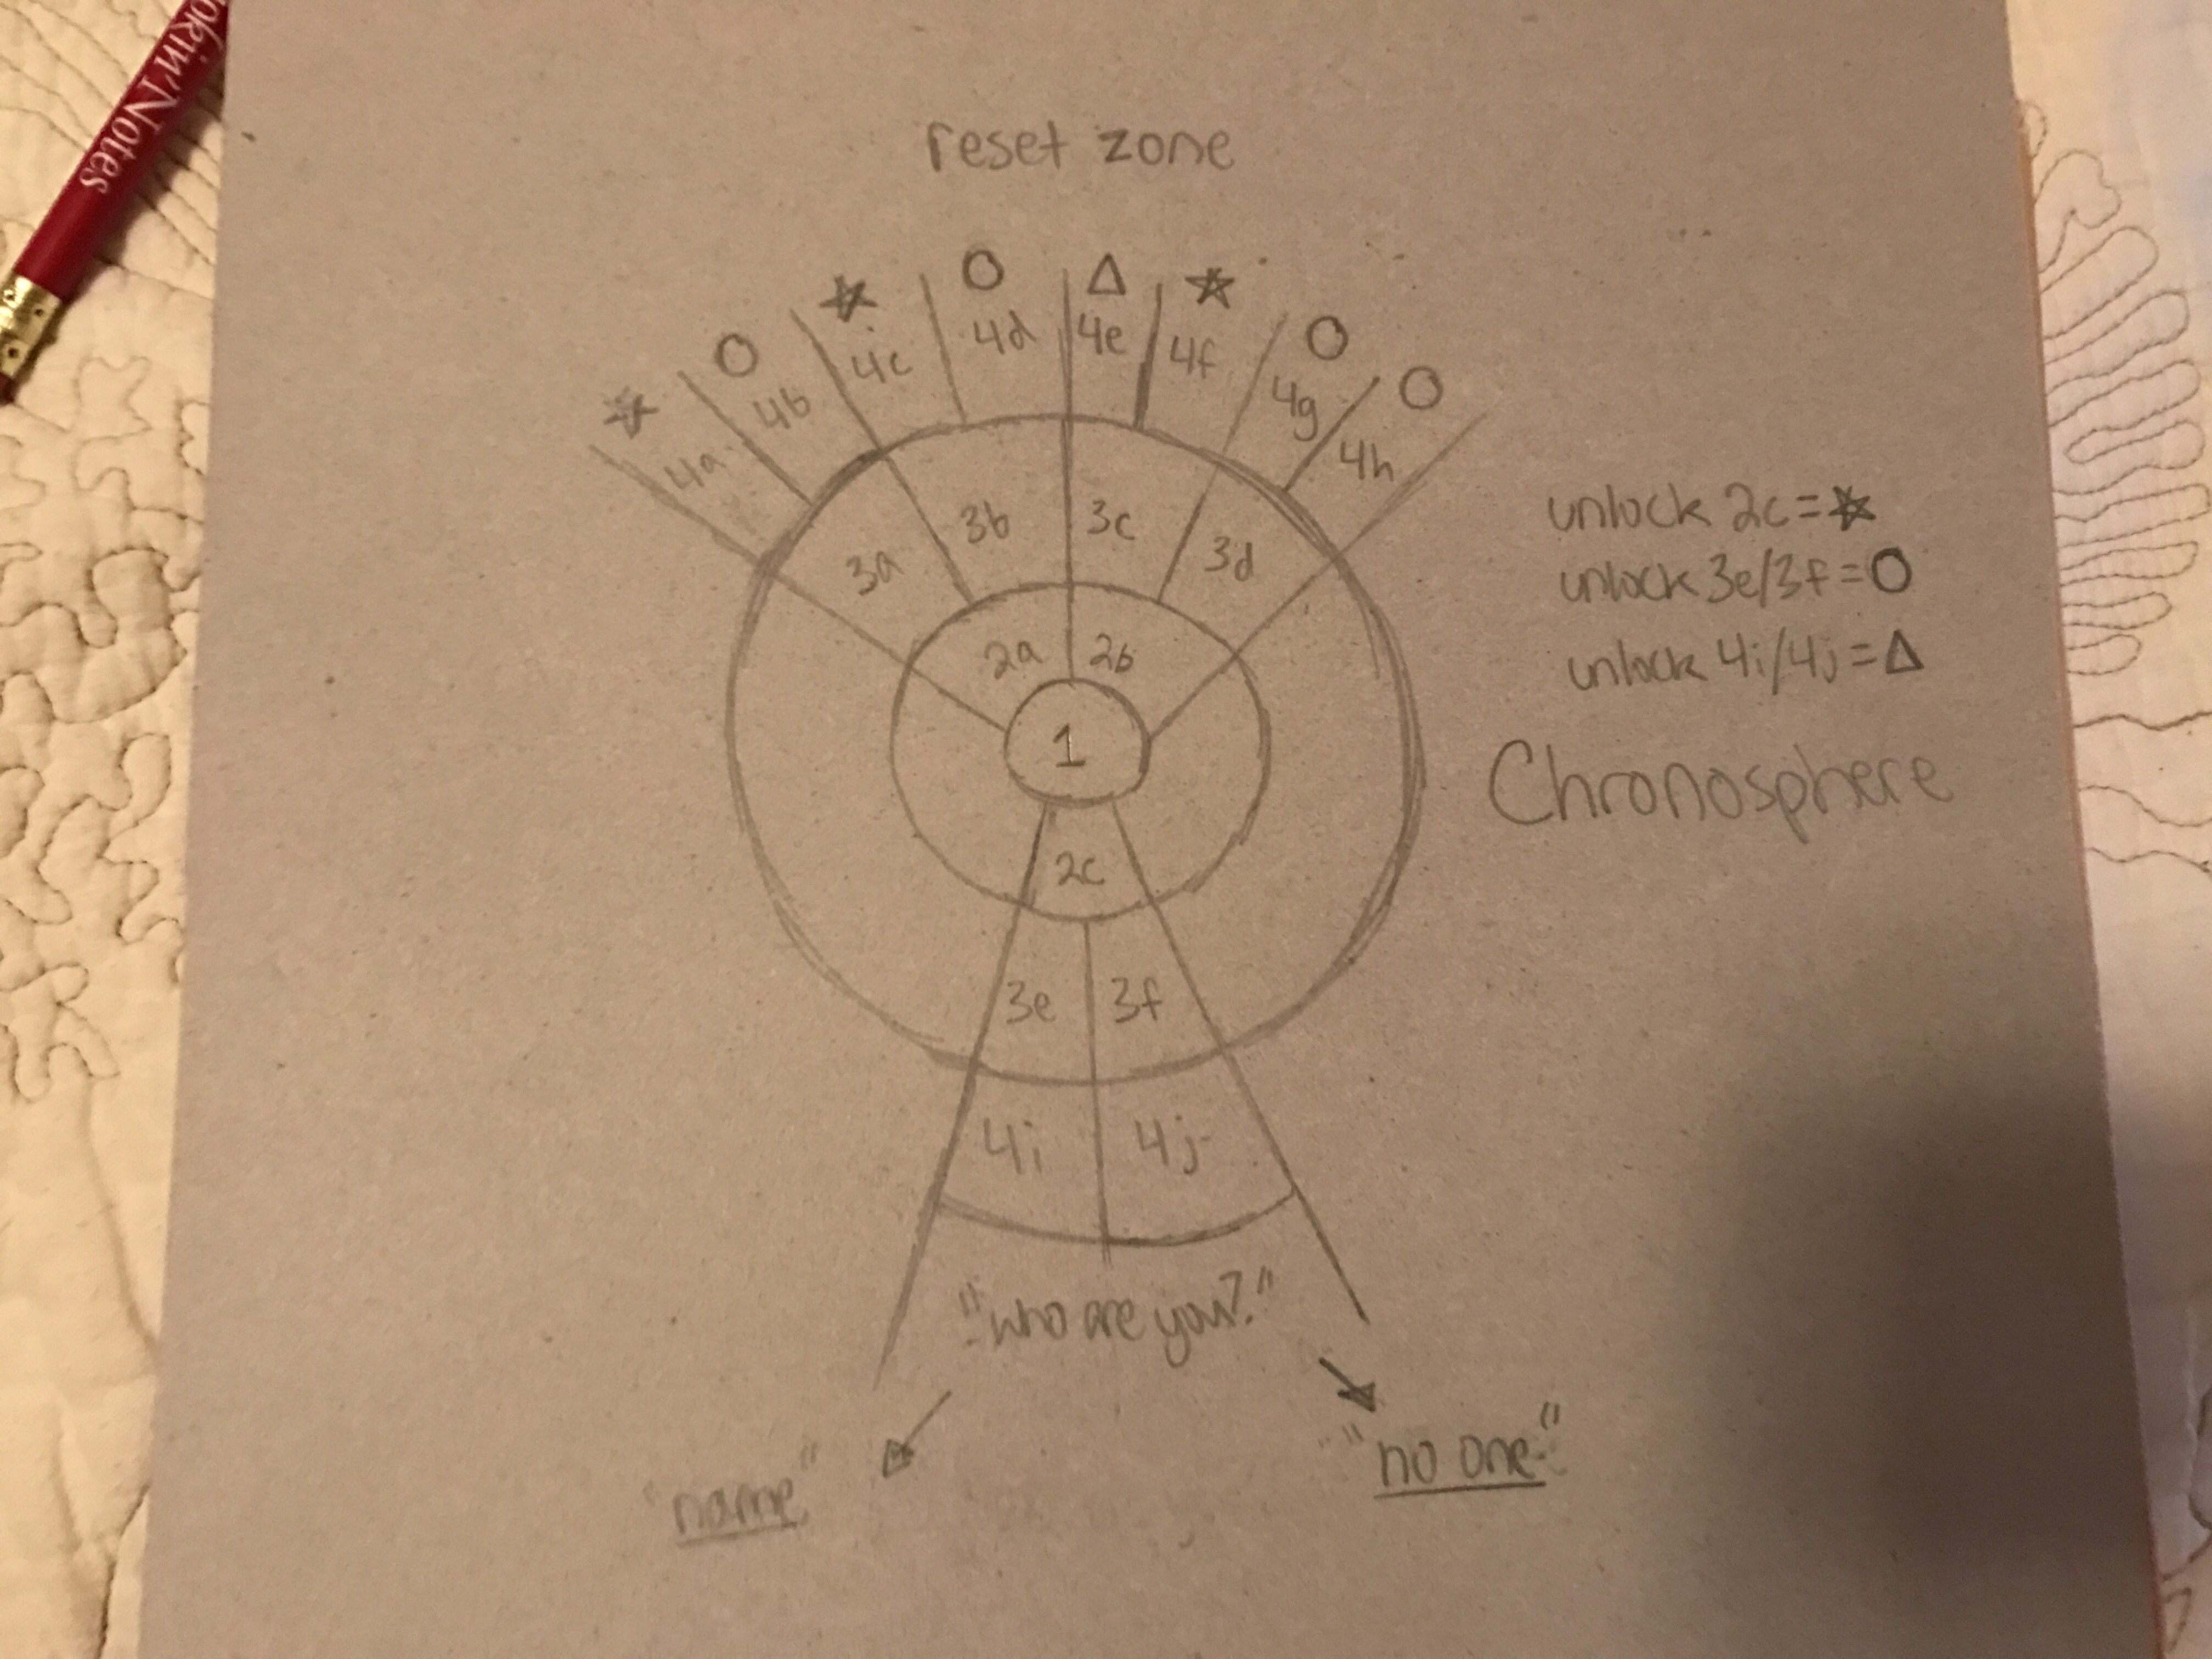 okin' Notes
reset zone
4a
4b
4c
4d
4e
4f
4g
4h
3a
3b
3c
3d
2a
2b
1
2c
3e
3f
4i
4j
unlock 2c=☆
unlock 3e/3f=O
unlock 4i/4j=△
Chronosphere
"who are you?"
"name"
"no one"